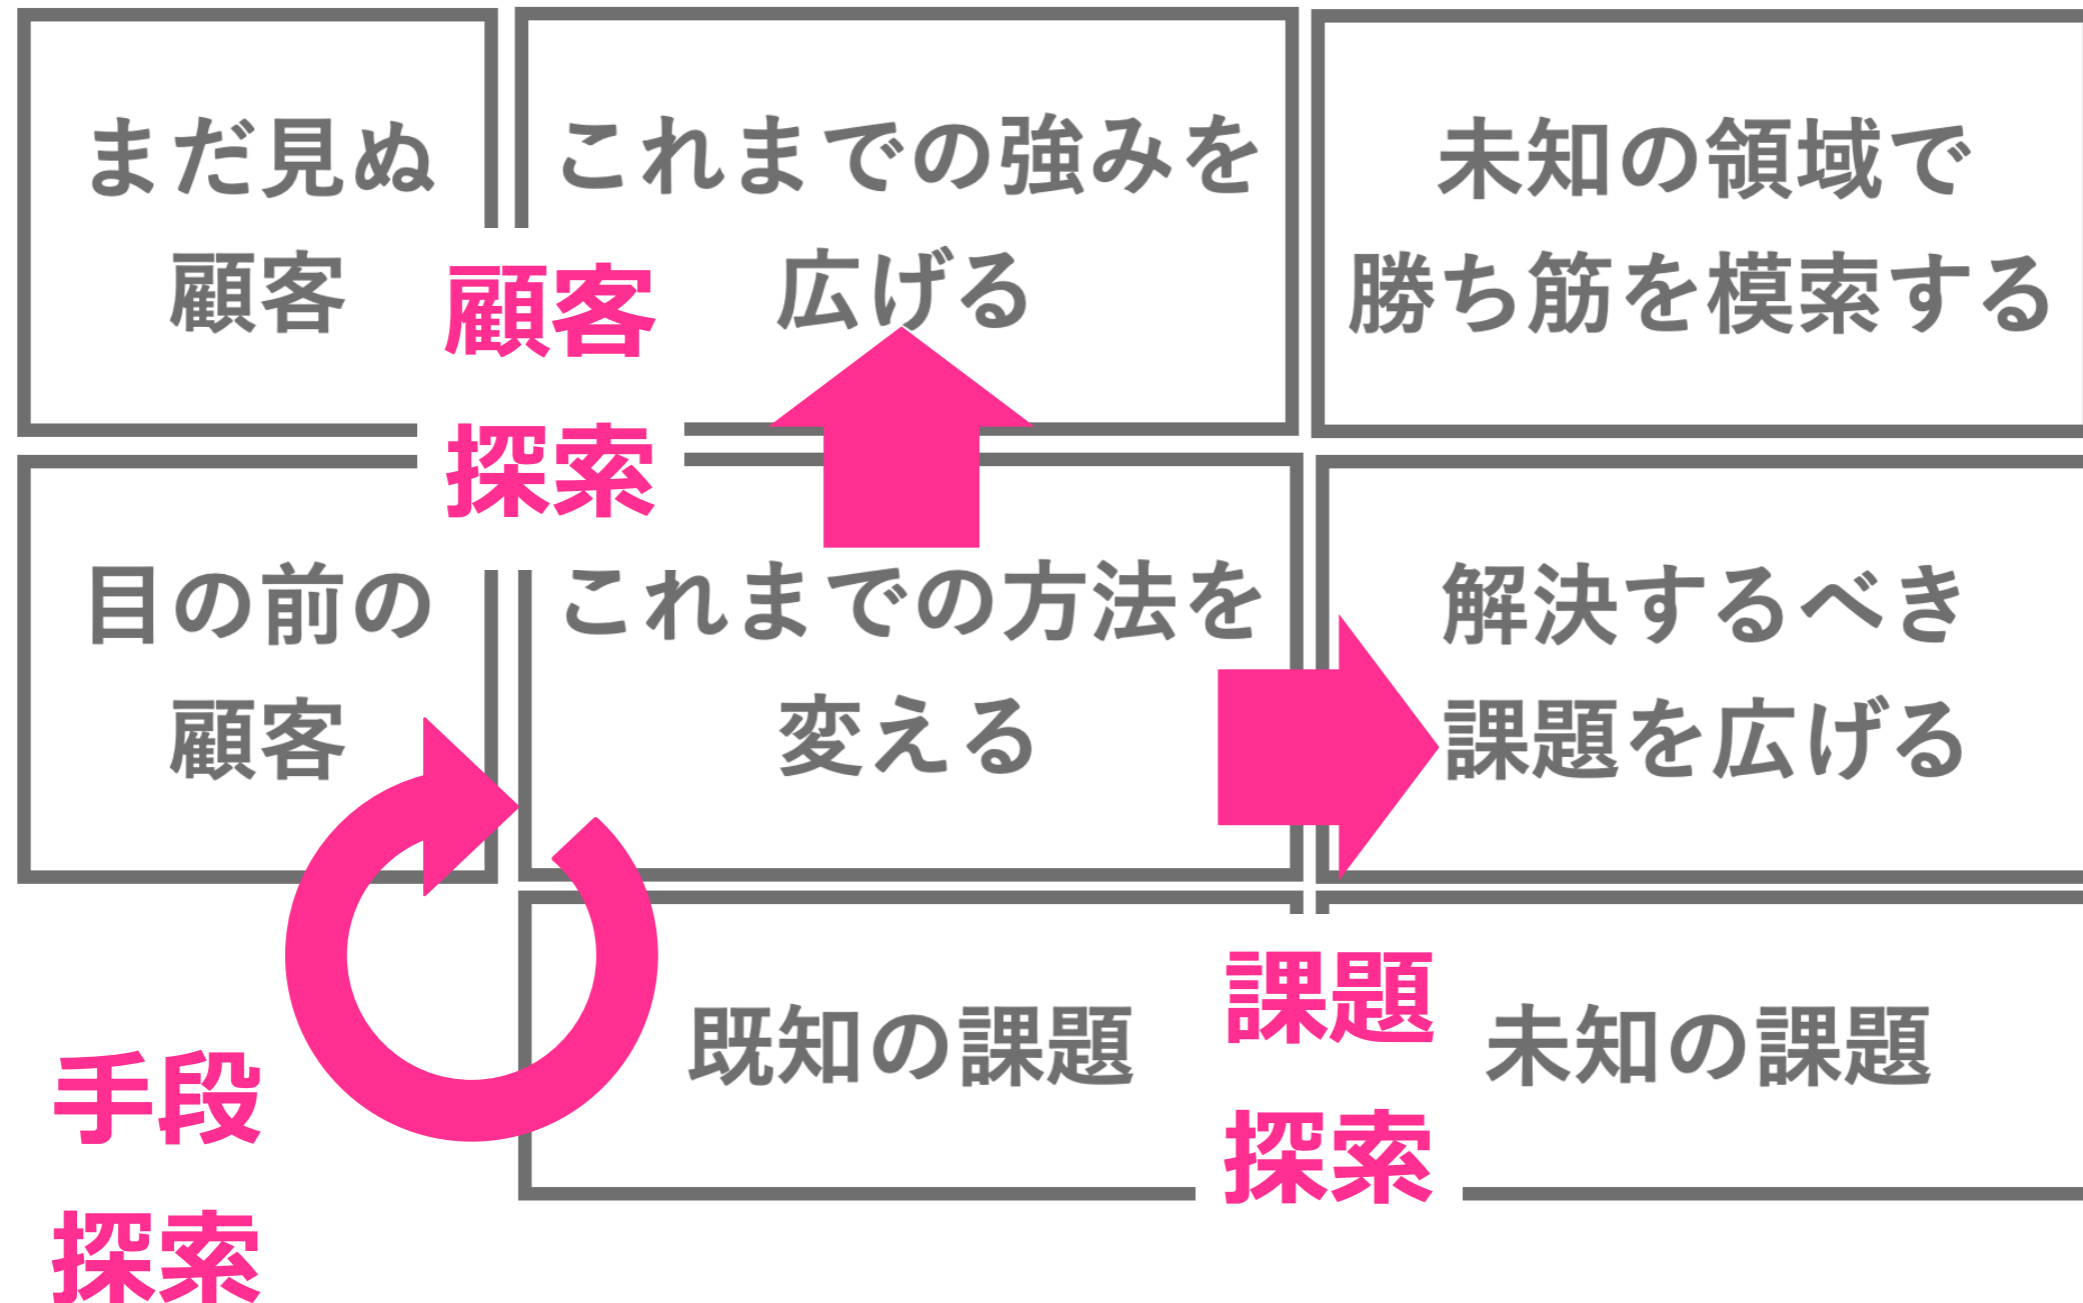 まだ見ぬ
顧客
これまでの強みを
広げる
未知の領域で
勝ち筋を模索する
顧客
探索
目の前の
顧客
これまでの方法を
変える
解決するべき
課題を広げる
既知の課題
課題
探索
未知の課題
手段
探索